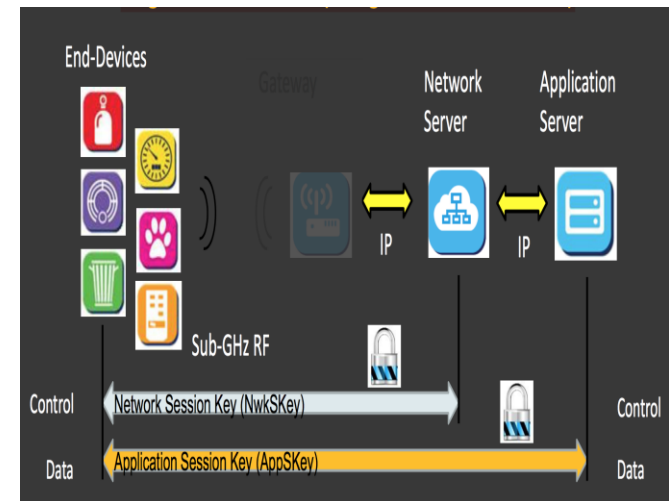 End-Devices
Gateway
Network
Server
Application
Server
IP
IP
Sub-GHz RF
Control
Network Session Key (NwkSKey)
Control
Data
Application Session Key (AppSKey)
Data